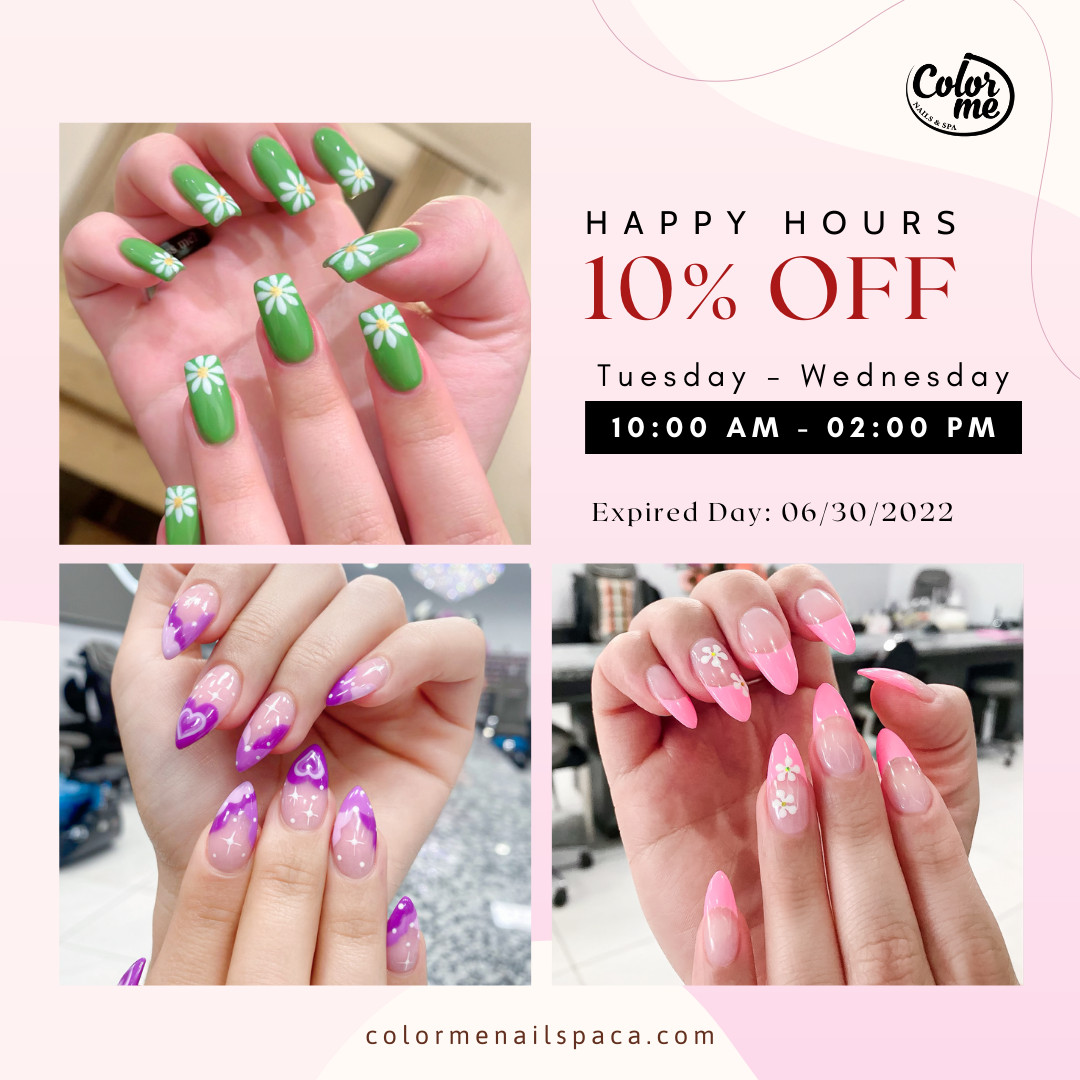 Color
me
NAILS & SPA
HAPPY HOURS
10% OFF
Tuesday - Wednesday
10:00 AM - 02:00 PM
Expired Day: 06/30/2022
colormenailspaca.com